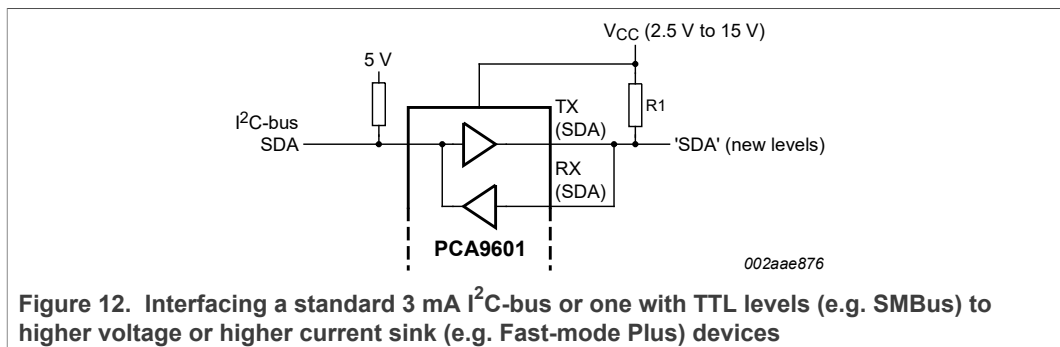 VCC (2.5 V to 15 V)
5 V
R1
TX
(SDA)
I²C-bus
SDA
'SDA' (new levels)
RX
(SDA)
PCA9601
002aae876
Figure 12. Interfacing a standard 3 mA I²C-bus or one with TTL levels (e.g. SMBus) to
higher voltage or higher current sink (e.g. Fast-mode Plus) devices